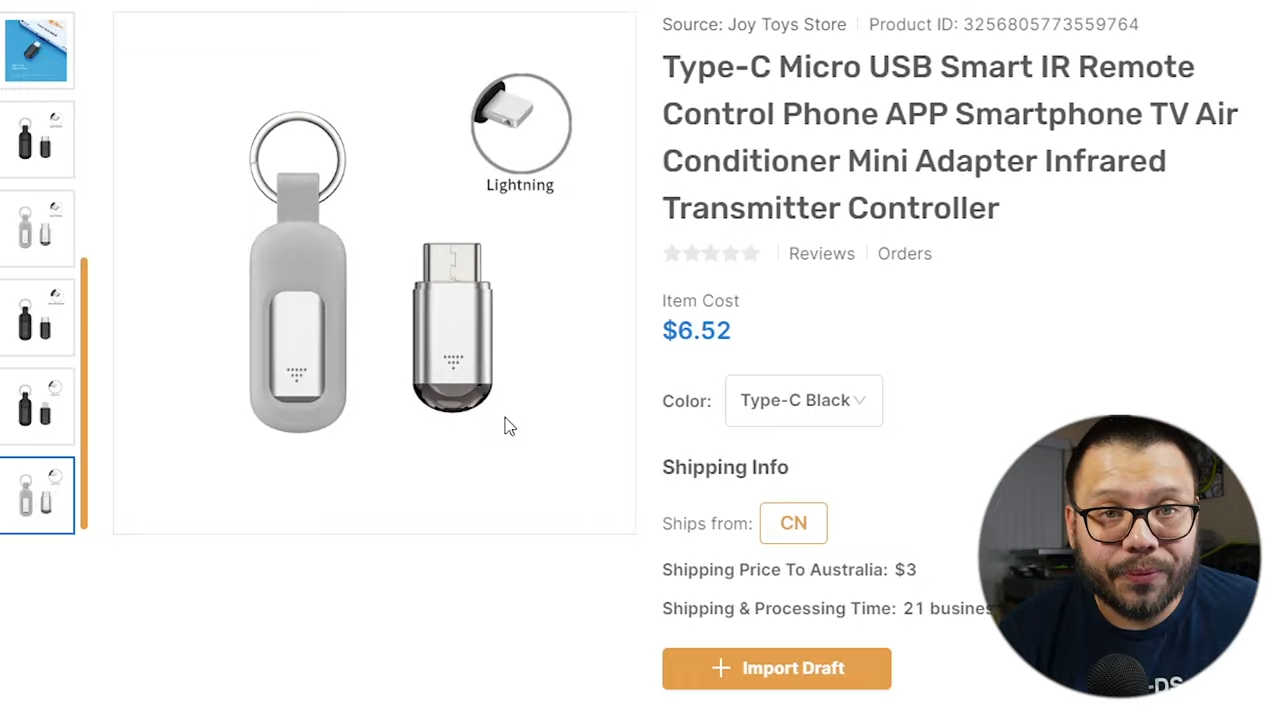 Source: Joy Toys Store Product ID: 3256805773559764
Type-C Micro USB Smart IR Remote
Control Phone APP Smartphone TV Air
Conditioner Mini Adapter Infrared
Transmitter Controller
Reviews Orders
Item Cost
$6.52
Color: Type-C Black
Shipping Info
Ships from: CN
Shipping Price To Australia: $3
Shipping & Processing Time: 21 busines
+ Import Draft
Lightning
-DS